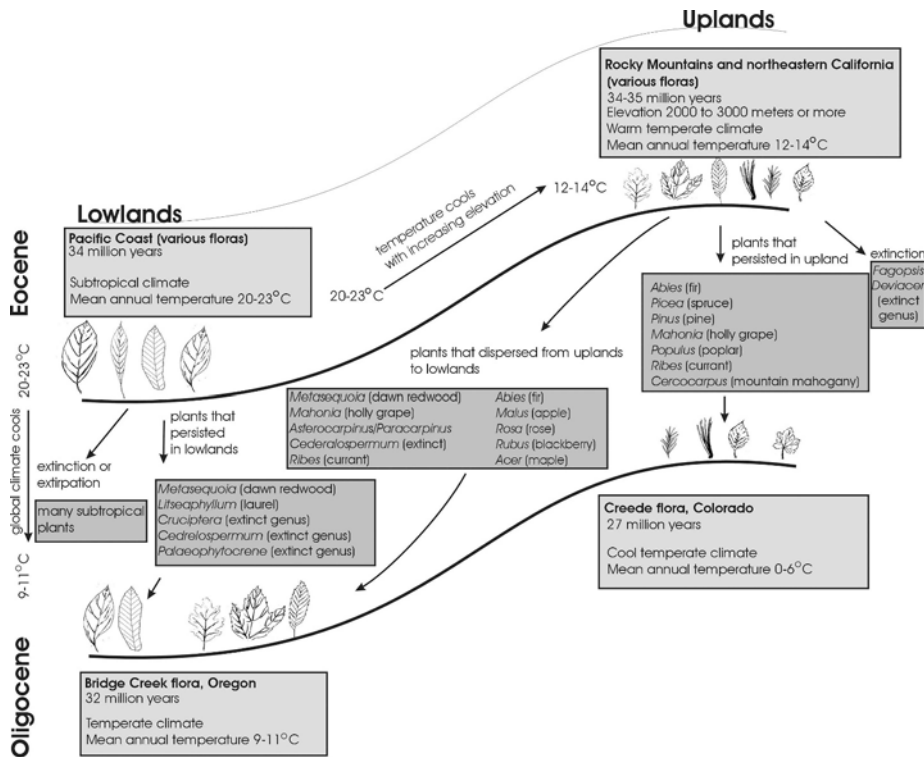 Uplands
Rocky Mountains and northeastern California
(various floras)
34-35 million years
Elevation 2000 to 3000 meters or more
Warm temperate climate
Mean annual temperature 12-14°C
Lowlands
Pacific Coast (various floras)
34 million years
Subtropical climate
Mean annual temperature 20-23°C
temperature cools
with increasing elevation
12-14°C
20-23°C
Eocene
20-23°C
global climate cools
9-11°C
Oligocene
plants that
persisted in upland
extinction
Fagopsis
Deviacer
(extinct
genus)
Abies (fir)
Picea (spruce)
Pinus (pine)
Mahonia (holly grape)
Populus (poplar)
Ribes (currant)
Cercocarpus (mountain mahogany)
plants that dispersed from uplands
to lowlands
Metasequoia (dawn redwood)
Mahonia (holly grape)
Asterocarpinus/Paracarpinus
Cederalospermum (extinct)
Ribes (currant)
Abies (fir)
Malus (apple)
Rosa (rose)
Rubus (blackberry)
Acer (maple)
extinction or
extirpation
many subtropical
plants
plants that
persisted
in lowlands
Metasequoia (dawn redwood)
Litseaphyllum (laurel)
Cruciptera (extinct genus)
Cedrelospermum (extinct genus)
Palaeophytocrene (extinct genus)
Creede flora, Colorado
27 million years
Cool temperate climate
Mean annual temperature 0-6°C
Bridge Creek flora, Oregon
32 million years
Temperate climate
Mean annual temperature 9-11°C